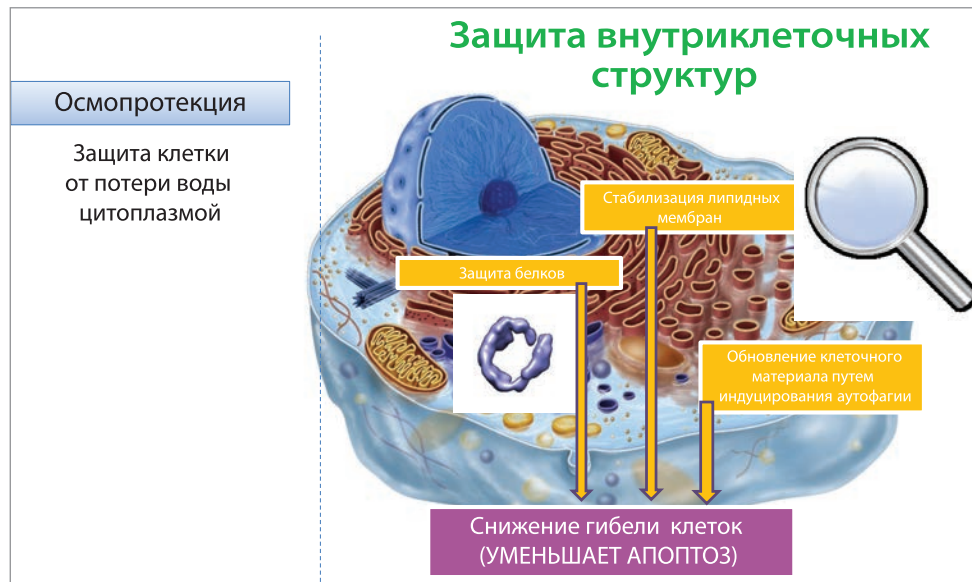 Защита внутриклеточных
структур
Осмопротекция
Защита клетки
от потери воды
цитоплазмой
Стабилизация липидных
мембран
Защита белков
Обновление клеточного
материала путем
индуцирования аутофагии
Снижение гибели клеток
(УМЕНЬШАЕТ АПОПТОЗ)